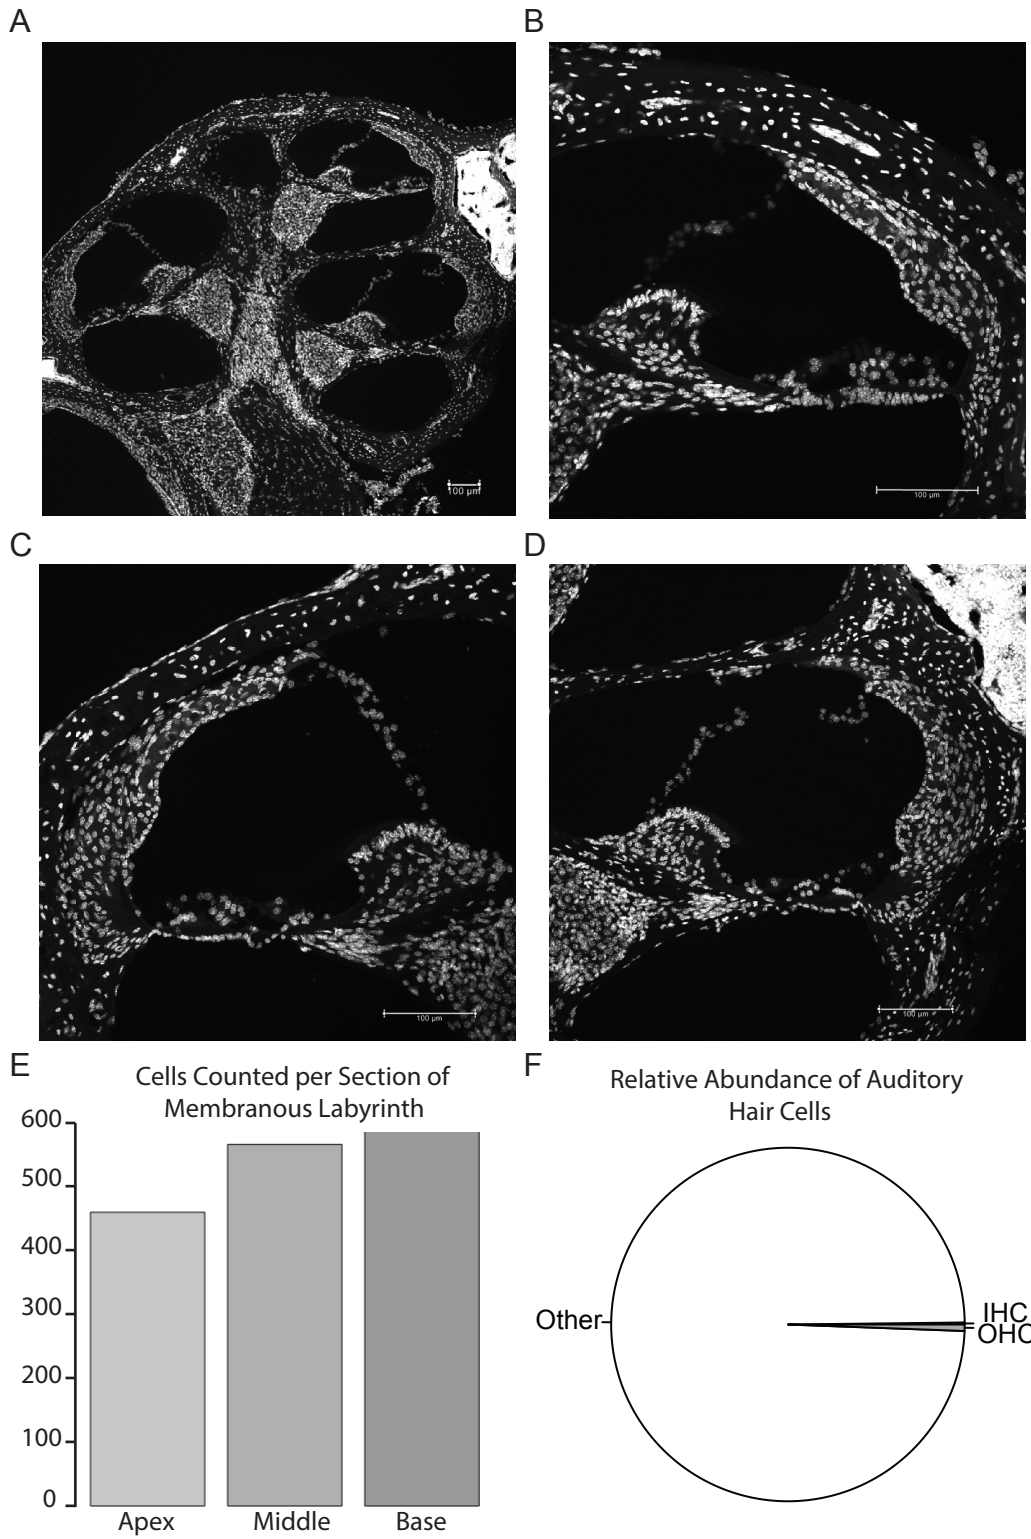 A
B
100 µm
100 µm
C
D
100 µm
100 µm
E
F
Cells Counted per Section of
Membranous Labyrinth
Relative Abundance of Auditory
Hair Cells
600
500
400
300
200
100
0
Apex
Middle
Base
Other
IHC
OHC